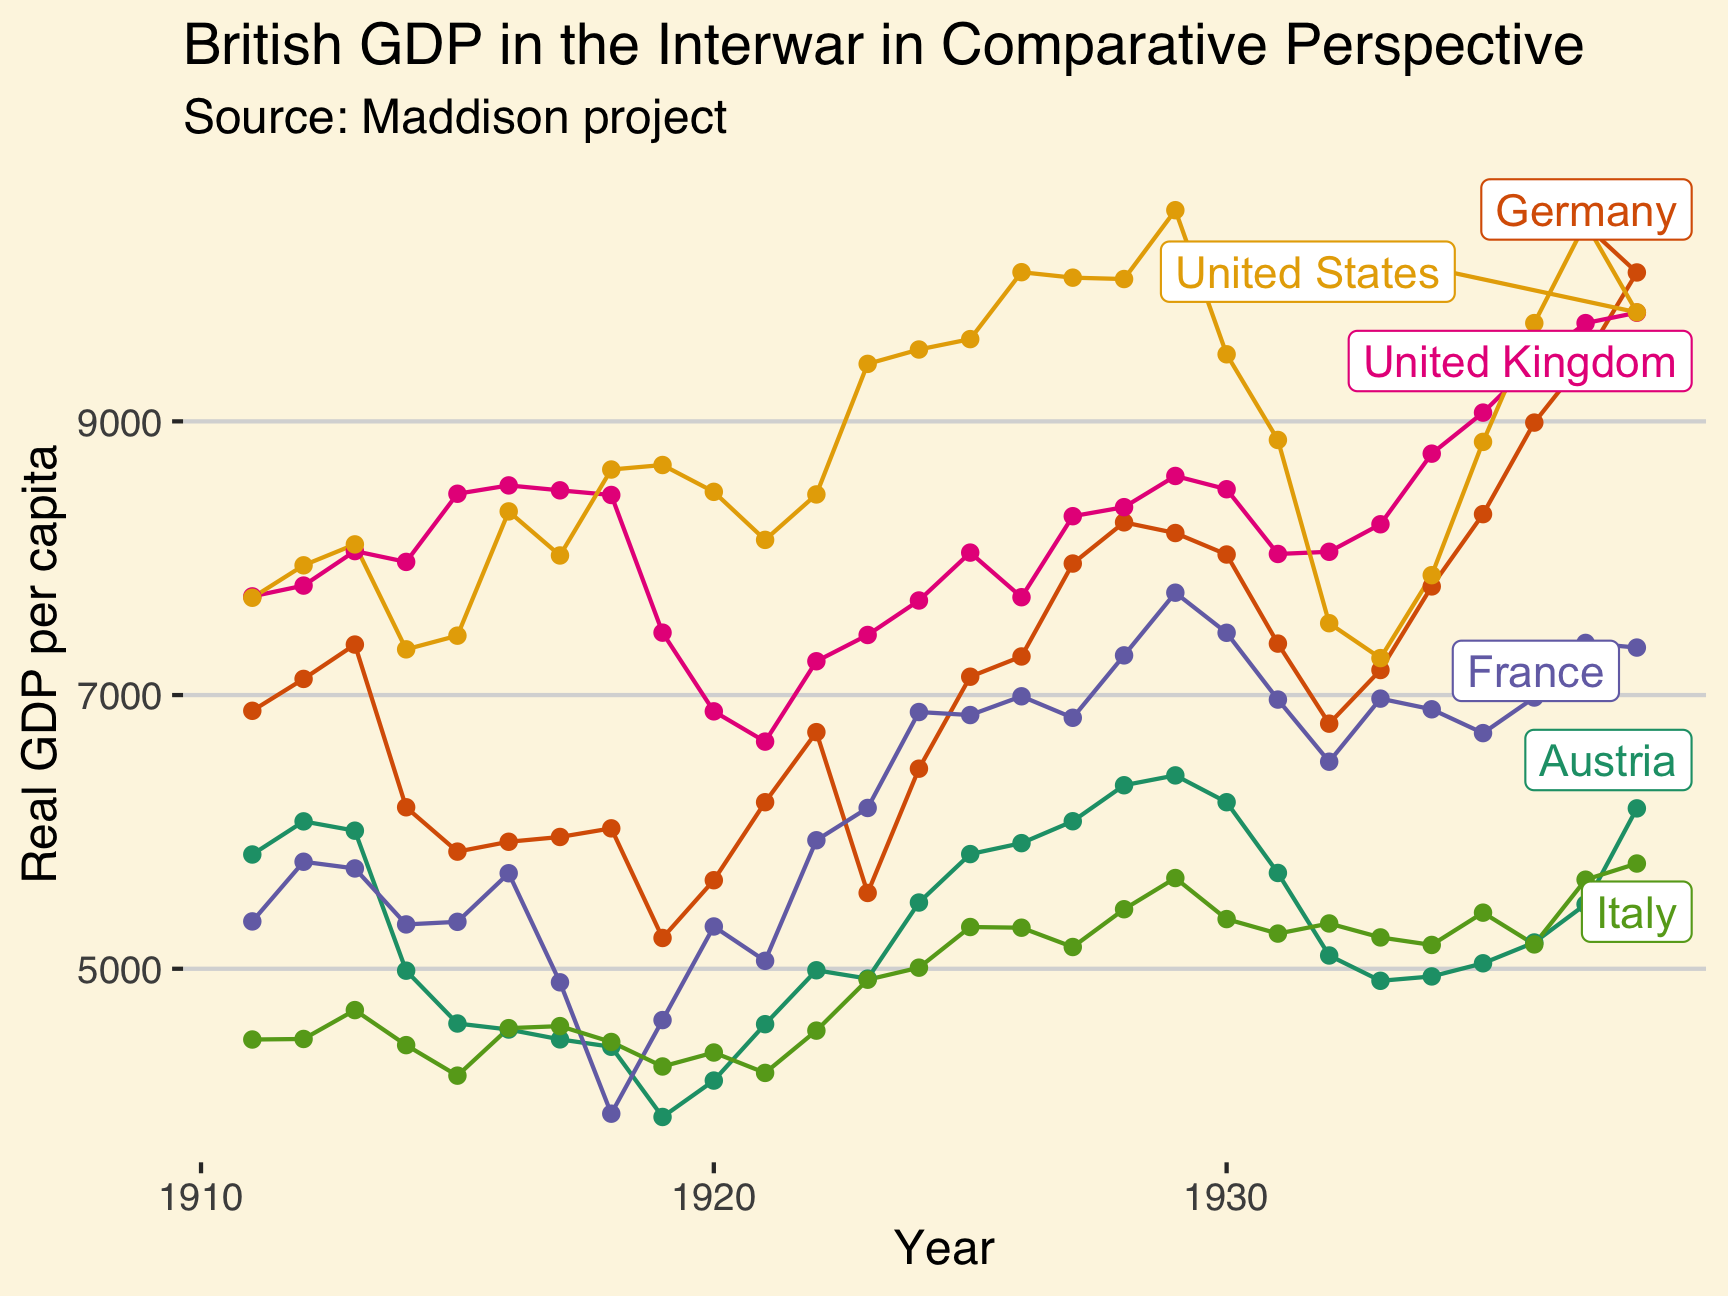 British GDP in the Interwar in Comparative Perspective
Source: Maddison project
Germany
United States
United Kingdom
9000
France
7000
Austria
Italy
5000
Real GDP per capita
1910 1920 1930
Year